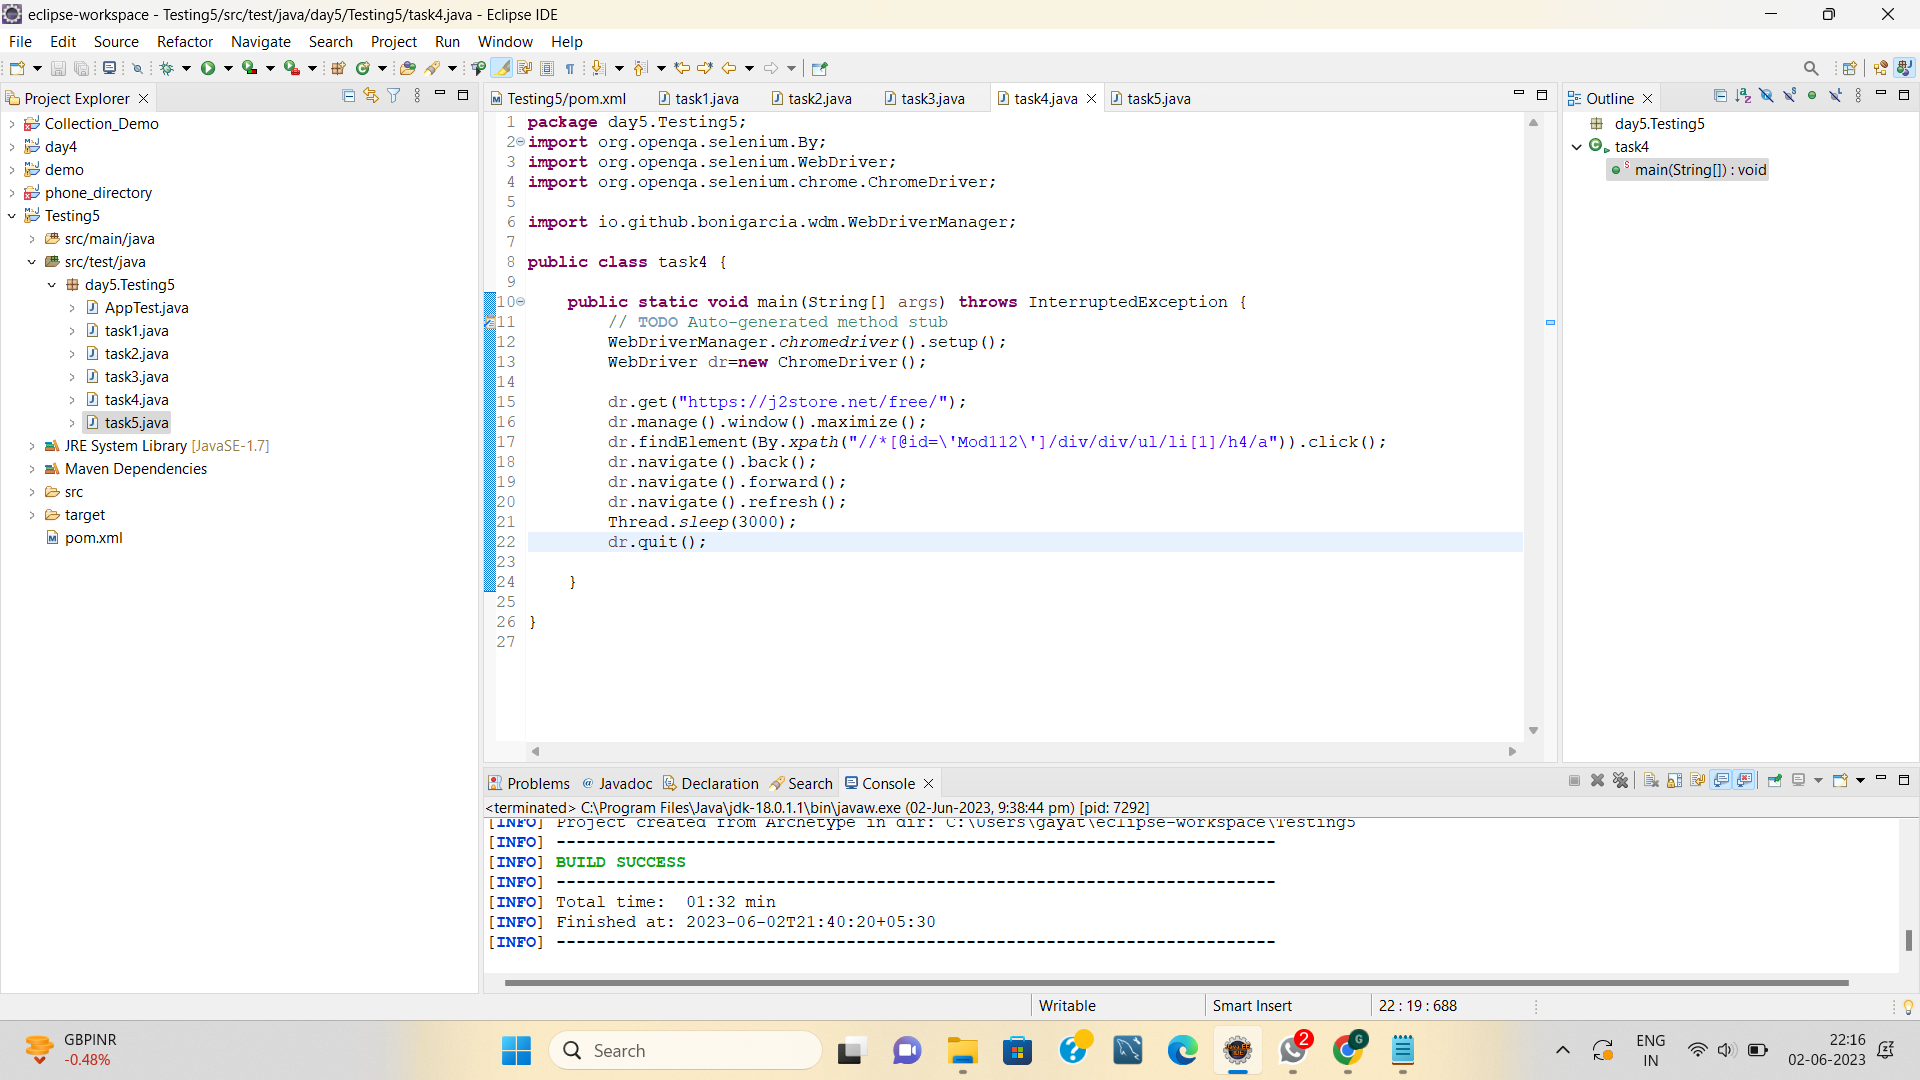 eclipse-workspace - Testing5/src/test/java/day5/Testing5/task4.java - Eclipse IDE
File Edit Source Refactor Navigate Search Project Run Window Help
Project Explorer
Collection_Demo
day4
demo
phone_directory
Testing5
src/main/java
src/test/java
day5.Testing5
AppTest.java
task1.java
task2.java
task3.java
task4.java
task5.java
JRE System Library [JavaSE-1.7]
Maven Dependencies
src
target
pom.xml
Testing5/pom.xml task1.java task2.java task3.java task4.java task5.java
1 package day5.Testing5;
2 import org.openqa.selenium.By;
3 import org.openqa.selenium.WebDriver;
4 import org.openqa.selenium.chrome.ChromeDriver;
5
6 import io.github.bonigarcia.wdm.WebDriverManager;
7
8 public class task4 {
9
10 public static void main(String[] args) throws InterruptedException {
11 // TODO Auto-generated method stub
12 WebDriverManager.chromedriver().setup();
13 WebDriver dr=new ChromeDriver();
14
15 dr.get("https://j2store.net/free/");
16 dr.manage().window().maximize();
17 dr.findElement(By.xpath("//*[@id=\'Mod112\']/div/div/ul/li[1]/h4/a")).click();
18 dr.navigate().back();
19 dr.navigate().forward();
20 dr.navigate().refresh();
21 Thread.sleep(3000);
22 dr.quit();
23
24 }
25
26 }
27
Outline
day5.Testing5
task4
main(String[]) : void
Problems Javadoc Declaration Search Console
<terminated> C:\Program Files\Java\jdk-18.0.1.1\bin\javaw.exe (02-Jun-2023, 9:38:44 pm) [pid: 7292]
[INFO] Project created from Archetype in dir: C:\Users\gayat\eclipse-workspace\Testing5
[INFO] ------------------------------------------------------------------------
[INFO] BUILD SUCCESS
[INFO] ------------------------------------------------------------------------
[INFO] Total time:  01:32 min
[INFO] Finished at: 2023-06-02T21:40:20+05:30
[INFO] ------------------------------------------------------------------------
Writable Smart Insert 22 : 19 : 688
GBPINR
-0.48%
Search
2
G
ENG
IN
22:16
02-06-2023